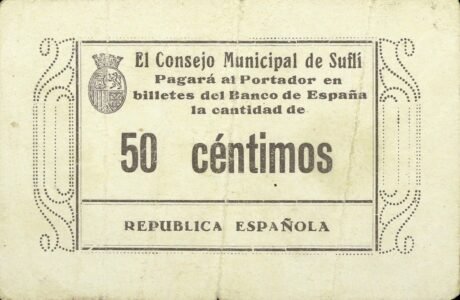 El Consejo Municipal de Suflí
Pagará al Portador en
billetes del Banco de España
la cantidad de
50 céntimos
REPUBLICA ESPAÑOLA